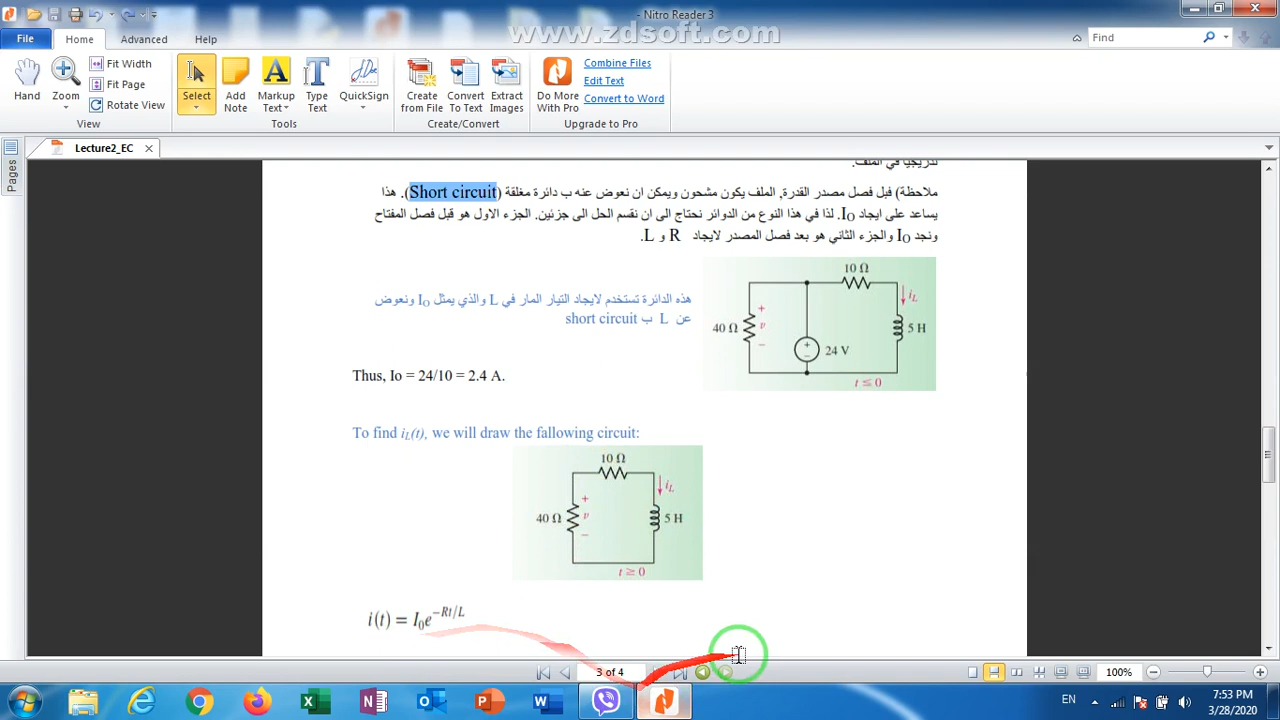 - Nitro Reader 3
www.zdsoft.com
File
Home
Advanced
Help
Find
Hand
Zoom
Fit Width
Fit Page
Rotate View
View
Select
Add Note
Markup Text
Type Text
QuickSign
Tools
Create from File
Convert To Text
Extract Images
Create/Convert
Do More With Pro
Combine Files
Edit Text
Convert to Word
Upgrade to Pro
Lecture2_EC
Pages
تدريجيا في الملف.
ملاحظة) قبل فصل مصدر القدرة, الملف يكون مشحون ويمكن ان نعوض عنه ب دائرة مغلقة (Short circuit). هذا
يساعد على ايجاد IO. لذا في هذا النوع من الدوائر نحتاج الى ان نقسم الحل الى جزئين. الجزء الاول هو قبل فصل المفتاح
ونجد IO والجزء الثاني هو بعد فصل المصدر لايجاد R و L.
هذه الدائرة تستخدم لايجاد التيار المار في L والذي يمثل IO ونعوض
عن L ب short circuit
10 Ω
iL
40 Ω
+
v
−
+
−
24 V
5 H
t ≤ 0
Thus, Io = 24/10 = 2.4 A.
To find iL(t), we will draw the fallowing circuit:
10 Ω
iL
40 Ω
+
v
−
5 H
t ≥ 0
i(t) = I0e−Rt/L
3 of 4
100%
EN
7:53 PM
3/28/2020